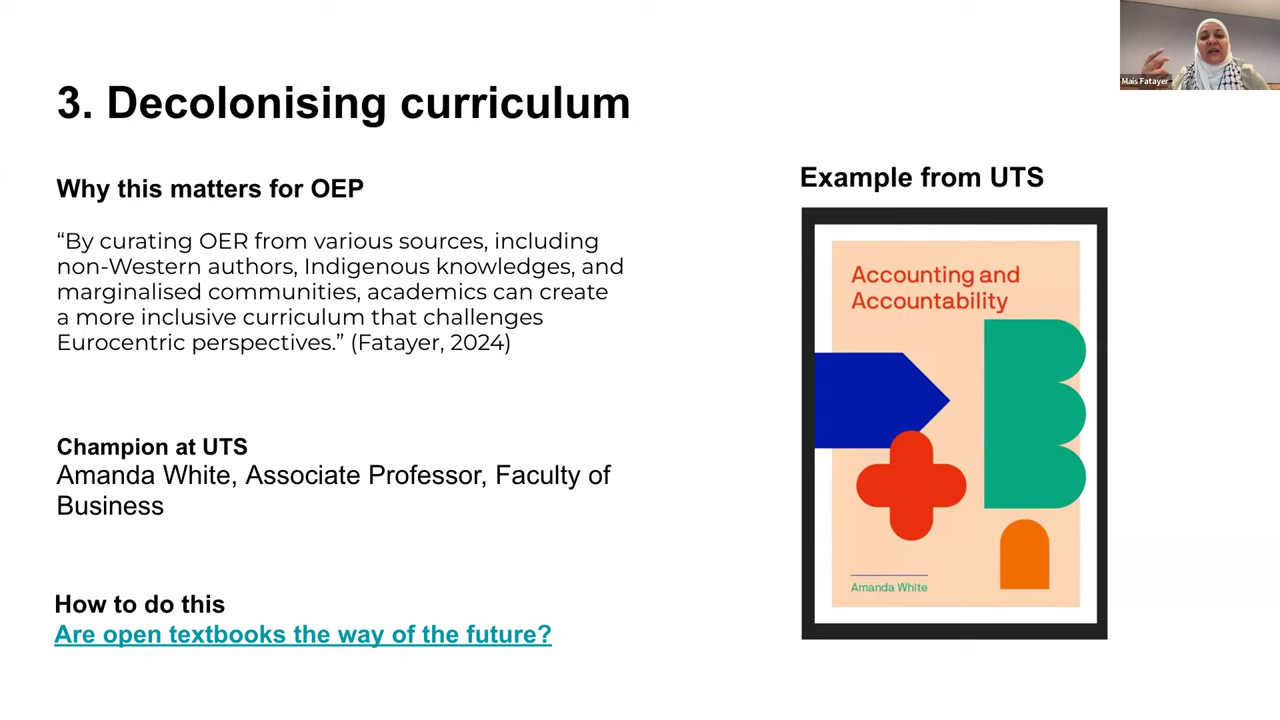 3. Decolonising curriculum
Why this matters for OEP
“By curating OER from various sources, including
non-Western authors, Indigenous knowledges, and
marginalised communities, academics can create
a more inclusive curriculum that challenges
Eurocentric perspectives.” (Fatayer, 2024)
Champion at UTS
Amanda White, Associate Professor, Faculty of
Business
How to do this
Are open textbooks the way of the future?
Example from UTS
Accounting and
Accountability
Amanda White
Mais Fatayer